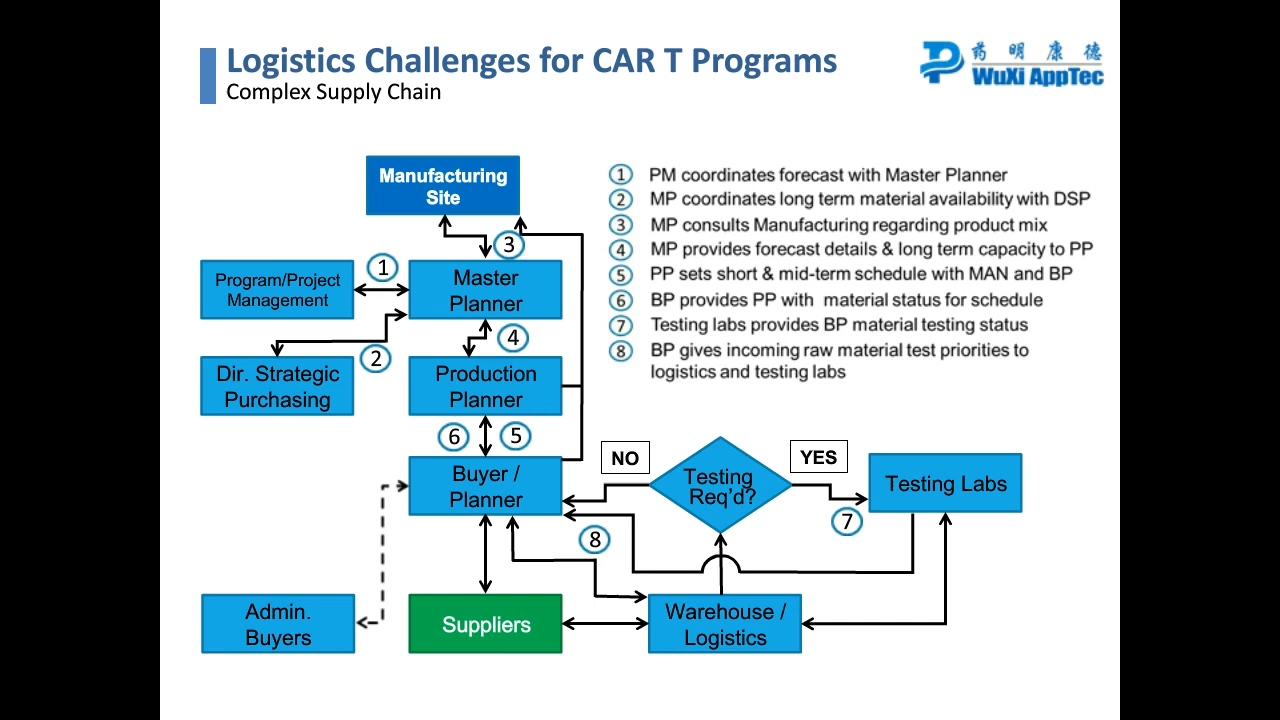 Logistics Challenges for CAR T Programs
Complex Supply Chain
药 明 康 德
WuXi AppTec
Manufacturing
Site
1 PM coordinates forecast with Master Planner
2 MP coordinates long term material availability with DSP
3 MP consults Manufacturing regarding product mix
4 MP provides forecast details & long term capacity to PP
5 PP sets short & mid-term schedule with MAN and BP
6 BP provides PP with material status for schedule
7 Testing labs provides BP material testing status
8 BP gives incoming raw material test priorities to
logistics and testing labs
3
1
Program/Project
Management
Master
Planner
4
2
Dir. Strategic
Purchasing
Production
Planner
6
5
NO
YES
Buyer /
Planner
Testing
Req'd?
Testing Labs
7
8
Admin.
Buyers
Suppliers
Warehouse /
Logistics